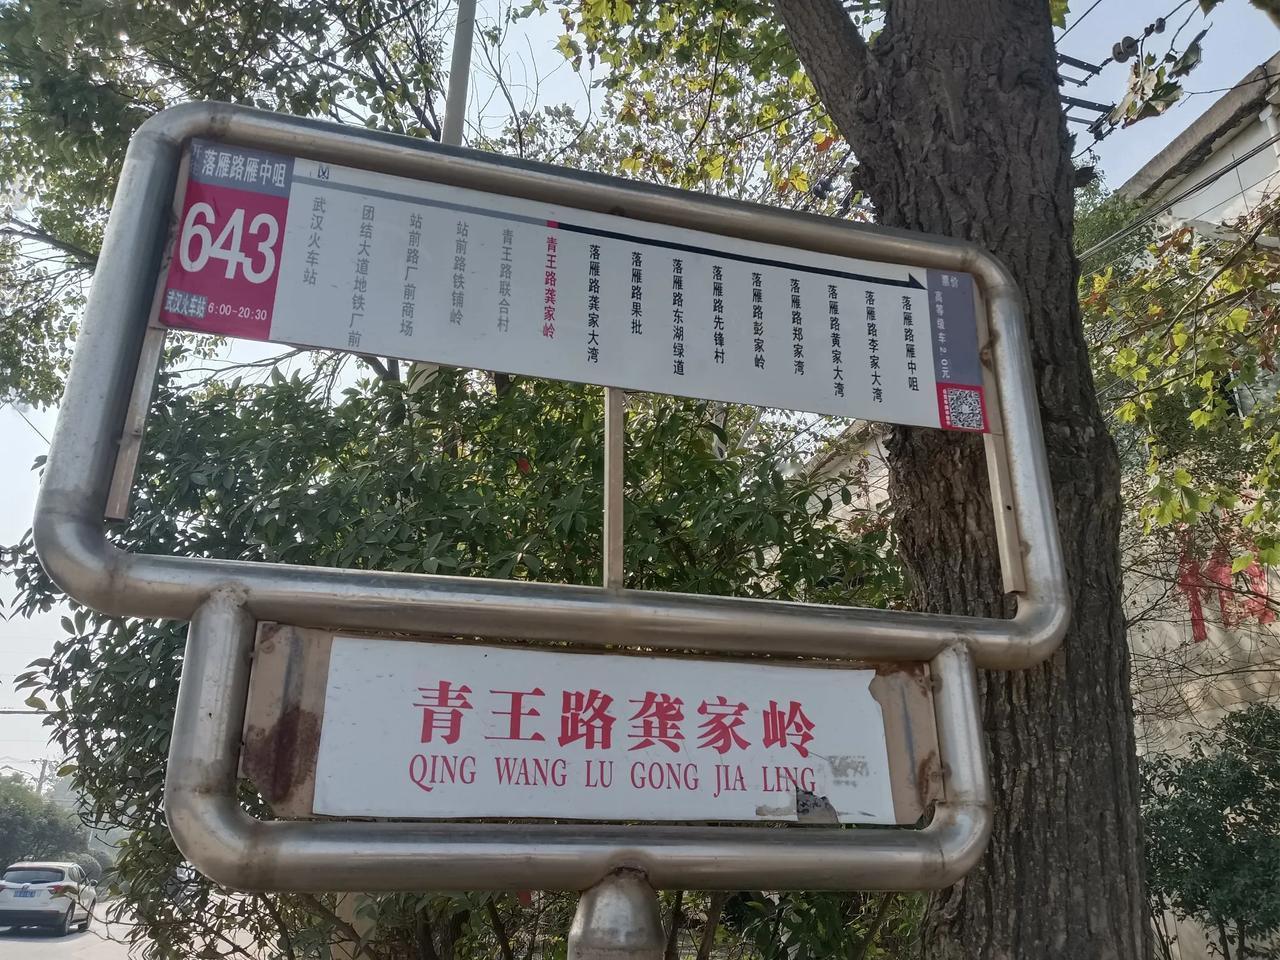 开往
落雁路雁中咀
643
武汉火车站 6:00-20:30
武汉火车站
团结大道地铁厂前
站前路厂前商场
站前路铁铺岭
青王路联合村
青王路龚家岭
落雁路龚家大湾
落雁路果批
落雁路东湖绿道
落雁路先锋村
落雁路彭家岭
落雁路郑家湾
落雁路黄家大湾
落雁路李家大湾
落雁路雁中咀
票价
高等级车2.0元
青王路龚家岭
QING WANG LU GONG JIA LING